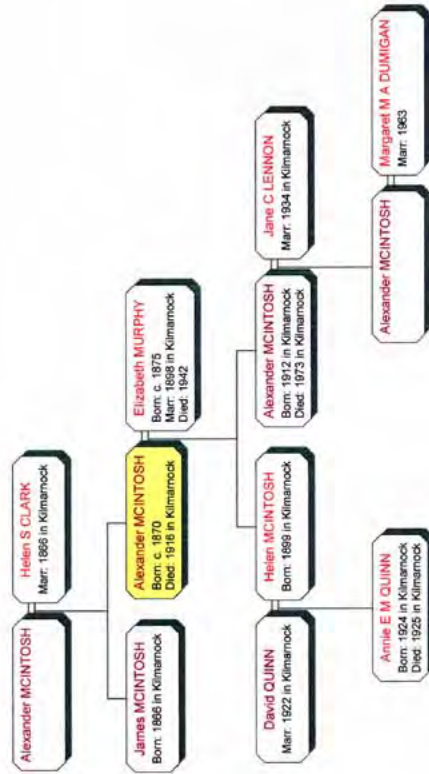 Alexander MCINTOSH
Helen S CLARK
Marr: 1866 in Kilmarnock
James MCINTOSH
Born: 1866 in Kilmarnock
Alexander MCINTOSH
Born: c. 1870
Died: 1916 in Kilmarnock
Elizabeth MURPHY
Born: c. 1875
Marr: 1898 in Kilmarnock
Died: 1942
David QUINN
Marr: 1922 in Kilmarnock
Helen MCINTOSH
Born: 1899 in Kilmarnock
Alexander MCINTOSH
Born: 1912 in Kilmarnock
Died: 1973 in Kilmarnock
Jane C LENNON
Marr: 1934 in Kilmarnock
Annie E M QUINN
Born: 1924 in Kilmarnock
Died: 1925 in Kilmarnock
Alexander MCINTOSH
Margaret M A DUMIGAN
Marr: 1963